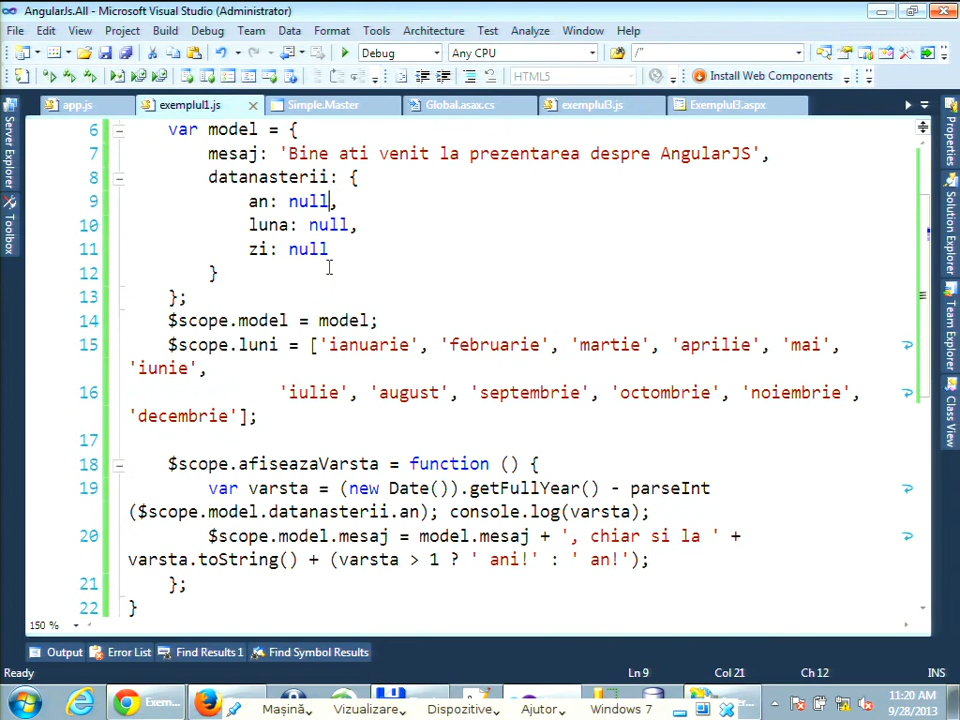 AngularJs.All - Microsoft Visual Studio (Administrator)
File Edit View Project Build Debug Team Data Format Tools Architecture Test Analyze Window Help
Debug Any CPU /"
HTML5 Install Web Components
app.js exemplul1.js Simple.Master Global.asax.cs exemplul3.js Exemplul3.aspx
6 var model = {
7 mesaj: 'Bine ati venit la prezentarea despre AngularJS',
8 datanasterii: {
9 an: null,
10 luna: null,
11 zi: null
12 }
13 };
14 $scope.model = model;
15 $scope.luni = ['ianuarie', 'februarie', 'martie', 'aprilie', 'mai',
'iunie',
16 'iulie', 'august', 'septembrie', 'octombrie', 'noiembrie',
'decembrie'];
17
18 $scope.afiseazaVarsta = function () {
19 var varsta = (new Date()).getFullYear() - parseInt
($scope.model.datanasterii.an); console.log(varsta);
20 $scope.model.mesaj = model.mesaj + ', chiar si la ' +
varsta.toString() + (varsta > 1 ? ' ani!' : ' an!');
21 };
22 }
Server Explorer
Toolbox
Properties
Solution Explorer
Team Explorer
Class View
150 %
Output Error List Find Results 1 Find Symbol Results
Ready Ln 9 Col 21 Ch 12 INS
Exem... Mașină Vizualizare Dispozitive Ajutor Windows 7
11:20 AM
9/28/2013